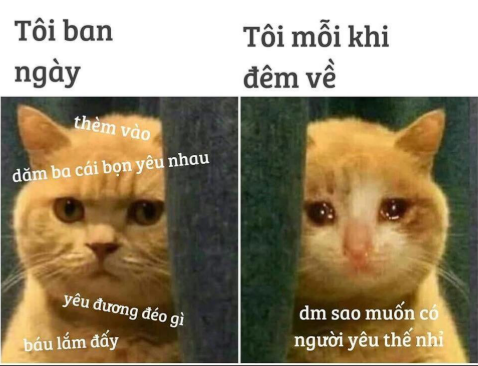 Tôi ban
ngày
Tôi mỗi khi
đêm về
thèm vào
dăm ba cái bọn yêu nhau
yêu đương đéo gì
báu lắm đấy
dm sao muốn có
người yêu thế nhỉ